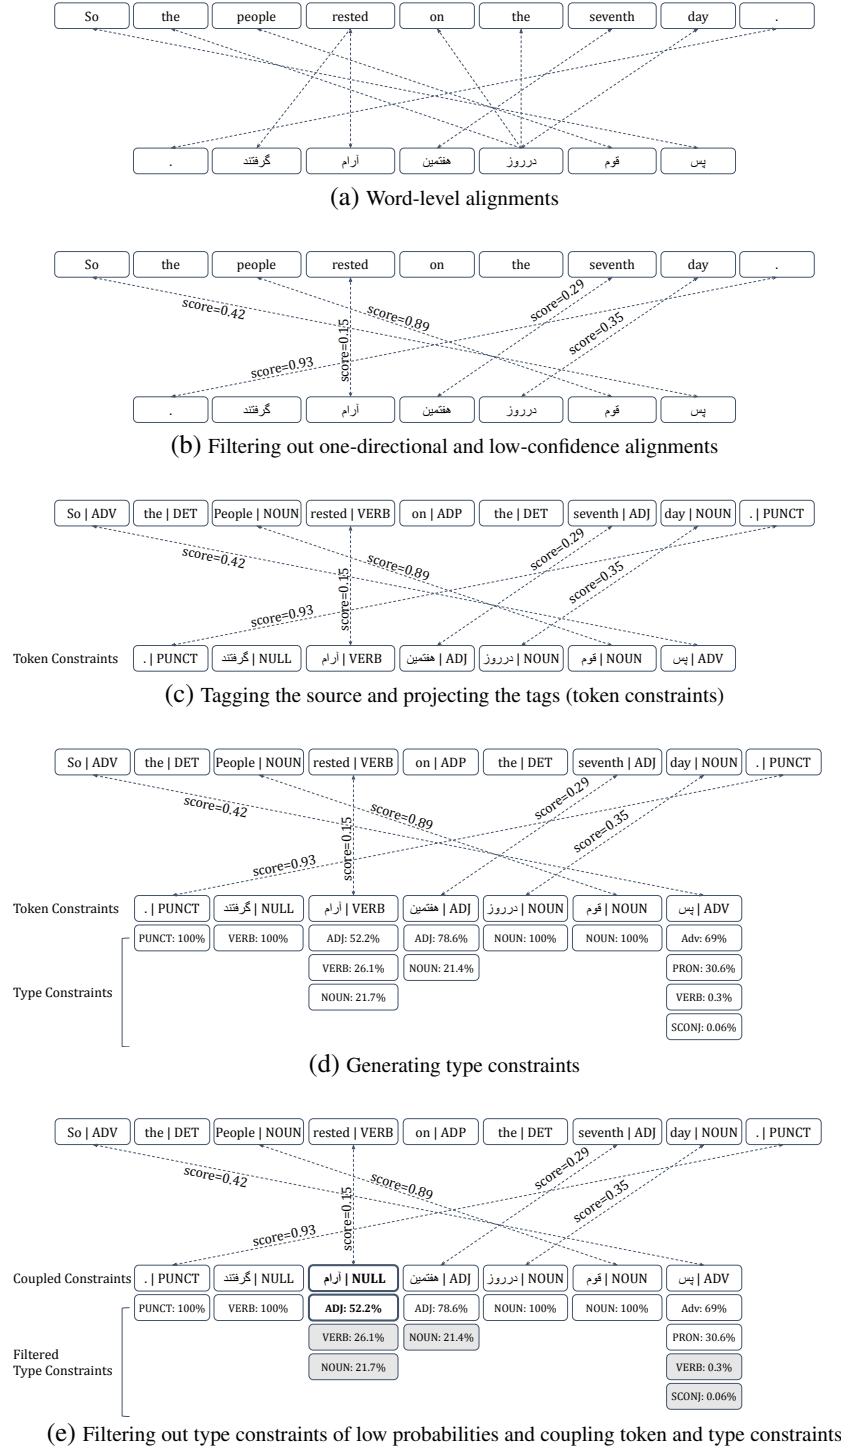 So the people rested on the seventh day .
. گرفتند آرام هفتمین درروز قوم پس
(a) Word-level alignments
So the people rested on the seventh day .
score=0.42 score=0.89 score=0.29
score=0.93 score=0.15 score=0.35
. گرفتند آرام هفتمین درروز قوم پس
(b) Filtering out one-directional and low-confidence alignments
So | ADV the | DET People | NOUN rested | VERB on | ADP the | DET seventh | ADJ day | NOUN . | PUNCT
score=0.42 score=0.89 score=0.29
score=0.93 score=0.15 score=0.35
Token Constraints . | PUNCT گرفتند | NULL آرام | VERB هفتمین | ADJ درروز | NOUN قوم | NOUN پس | ADV
(c) Tagging the source and projecting the tags (token constraints)
So | ADV the | DET People | NOUN rested | VERB on | ADP the | DET seventh | ADJ day | NOUN . | PUNCT
score=0.42 score=0.89 score=0.29
score=0.93 score=0.15 score=0.35
Token Constraints . | PUNCT گرفتند | NULL آرام | VERB هفتمین | ADJ درروز | NOUN قوم | NOUN پس | ADV
PUNCT: 100% VERB: 100% ADJ: 52.2% ADJ: 78.6% NOUN: 100% NOUN: 100% Adv: 69%
VERB: 26.1% NOUN: 21.4% PRON: 30.6%
Type Constraints NOUN: 21.7% VERB: 0.3%
SCONJ: 0.06%
(d) Generating type constraints
So | ADV the | DET People | NOUN rested | VERB on | ADP the | DET seventh | ADJ day | NOUN . | PUNCT
score=0.42 score=0.89 score=0.29
score=0.93 score=0.15 score=0.35
Coupled Constraints . | PUNCT گرفتند | NULL آرام | NULL هفتمین | ADJ درروز | NOUN قوم | NOUN پس | ADV
PUNCT: 100% VERB: 100% ADJ: 52.2% ADJ: 78.6% NOUN: 100% NOUN: 100% Adv: 69%
VERB: 26.1% NOUN: 21.4% PRON: 30.6%
Filtered
Type Constraints NOUN: 21.7% VERB: 0.3%
SCONJ: 0.06%
(e) Filtering out type constraints of low probabilities and coupling token and type constraints